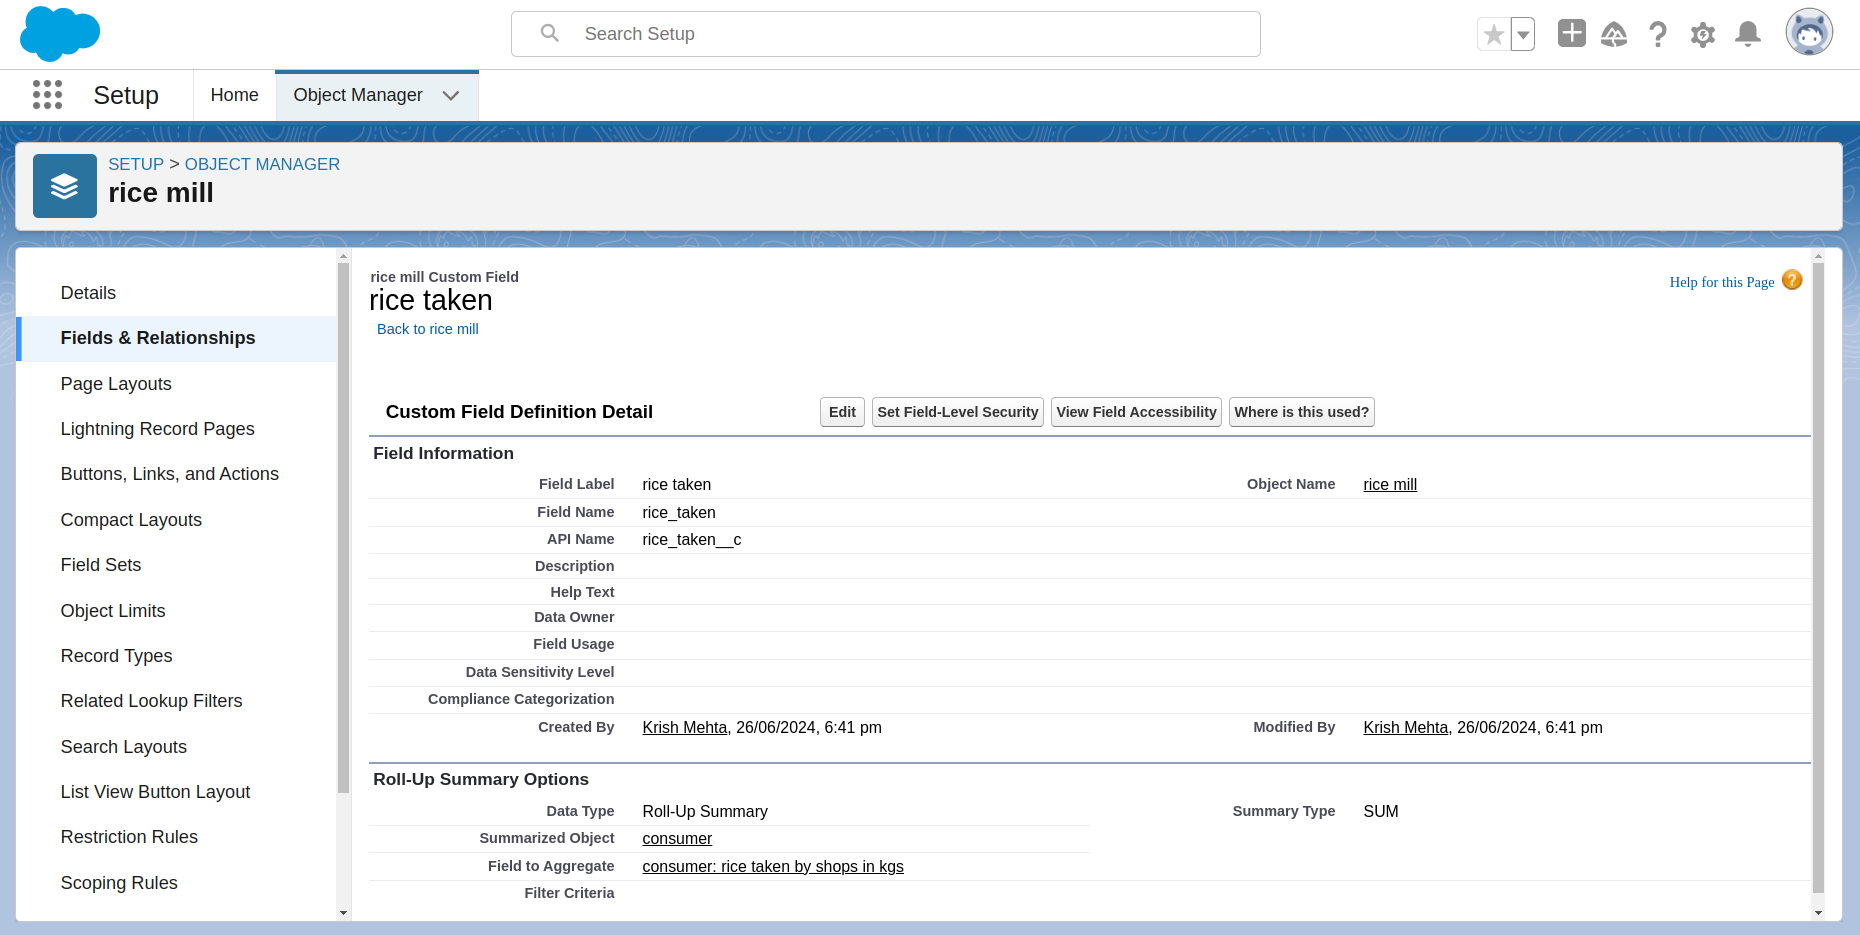 Search Setup
Setup
Home
Object Manager
SETUP > OBJECT MANAGER
rice mill
Details
Fields & Relationships
Page Layouts
Lightning Record Pages
Buttons, Links, and Actions
Compact Layouts
Field Sets
Object Limits
Record Types
Related Lookup Filters
Search Layouts
List View Button Layout
Restriction Rules
Scoping Rules
rice mill Custom Field
rice taken
Back to rice mill
Help for this Page ?
Custom Field Definition Detail
Edit
Set Field-Level Security
View Field Accessibility
Where is this used?
Field Information
Field Label rice taken Object Name rice mill
Field Name rice_taken
API Name rice_taken__c
Description
Help Text
Data Owner
Field Usage
Data Sensitivity Level
Compliance Categorization
Created By Krish Mehta, 26/06/2024, 6:41 pm Modified By Krish Mehta, 26/06/2024, 6:41 pm
Roll-Up Summary Options
Data Type Roll-Up Summary Summary Type SUM
Summarized Object consumer
Field to Aggregate consumer: rice taken by shops in kgs
Filter Criteria